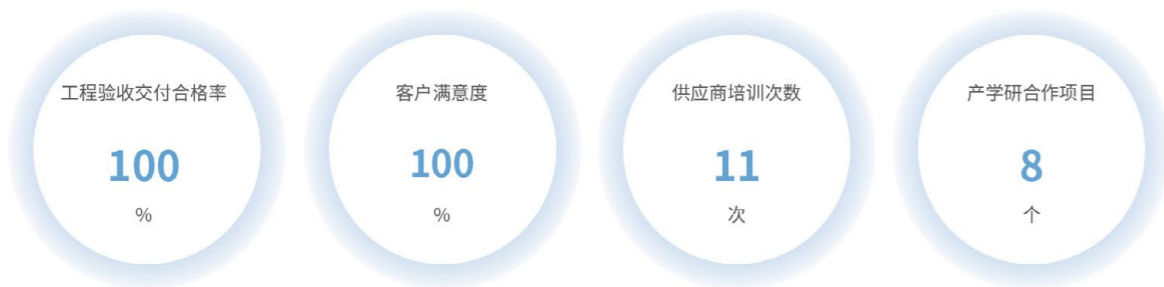 工程验收交付合格率
100
%
客户满意度
100
%
供应商培训次数
11
次
产学研合作项目
8
个